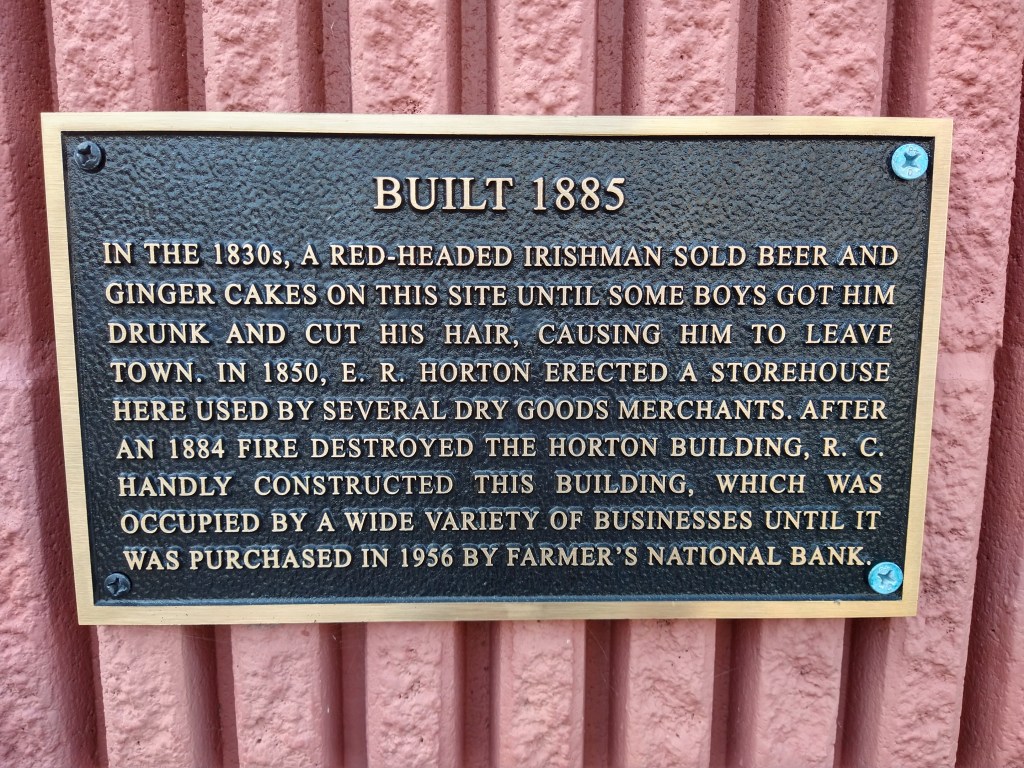 BUILT 1885
IN THE 1830s, A RED-HEADED IRISHMAN SOLD BEER AND
GINGER CAKES ON THIS SITE UNTIL SOME BOYS GOT HIM
DRUNK AND CUT HIS HAIR, CAUSING HIM TO LEAVE
TOWN. IN 1850, E. R. HORTON ERECTED A STOREHOUSE
HERE USED BY SEVERAL DRY GOODS MERCHANTS. AFTER
AN 1884 FIRE DESTROYED THE HORTON BUILDING, R. C.
HANDLY CONSTRUCTED THIS BUILDING, WHICH WAS
OCCUPIED BY A WIDE VARIETY OF BUSINESSES UNTIL IT
WAS PURCHASED IN 1956 BY FARMER'S NATIONAL BANK.